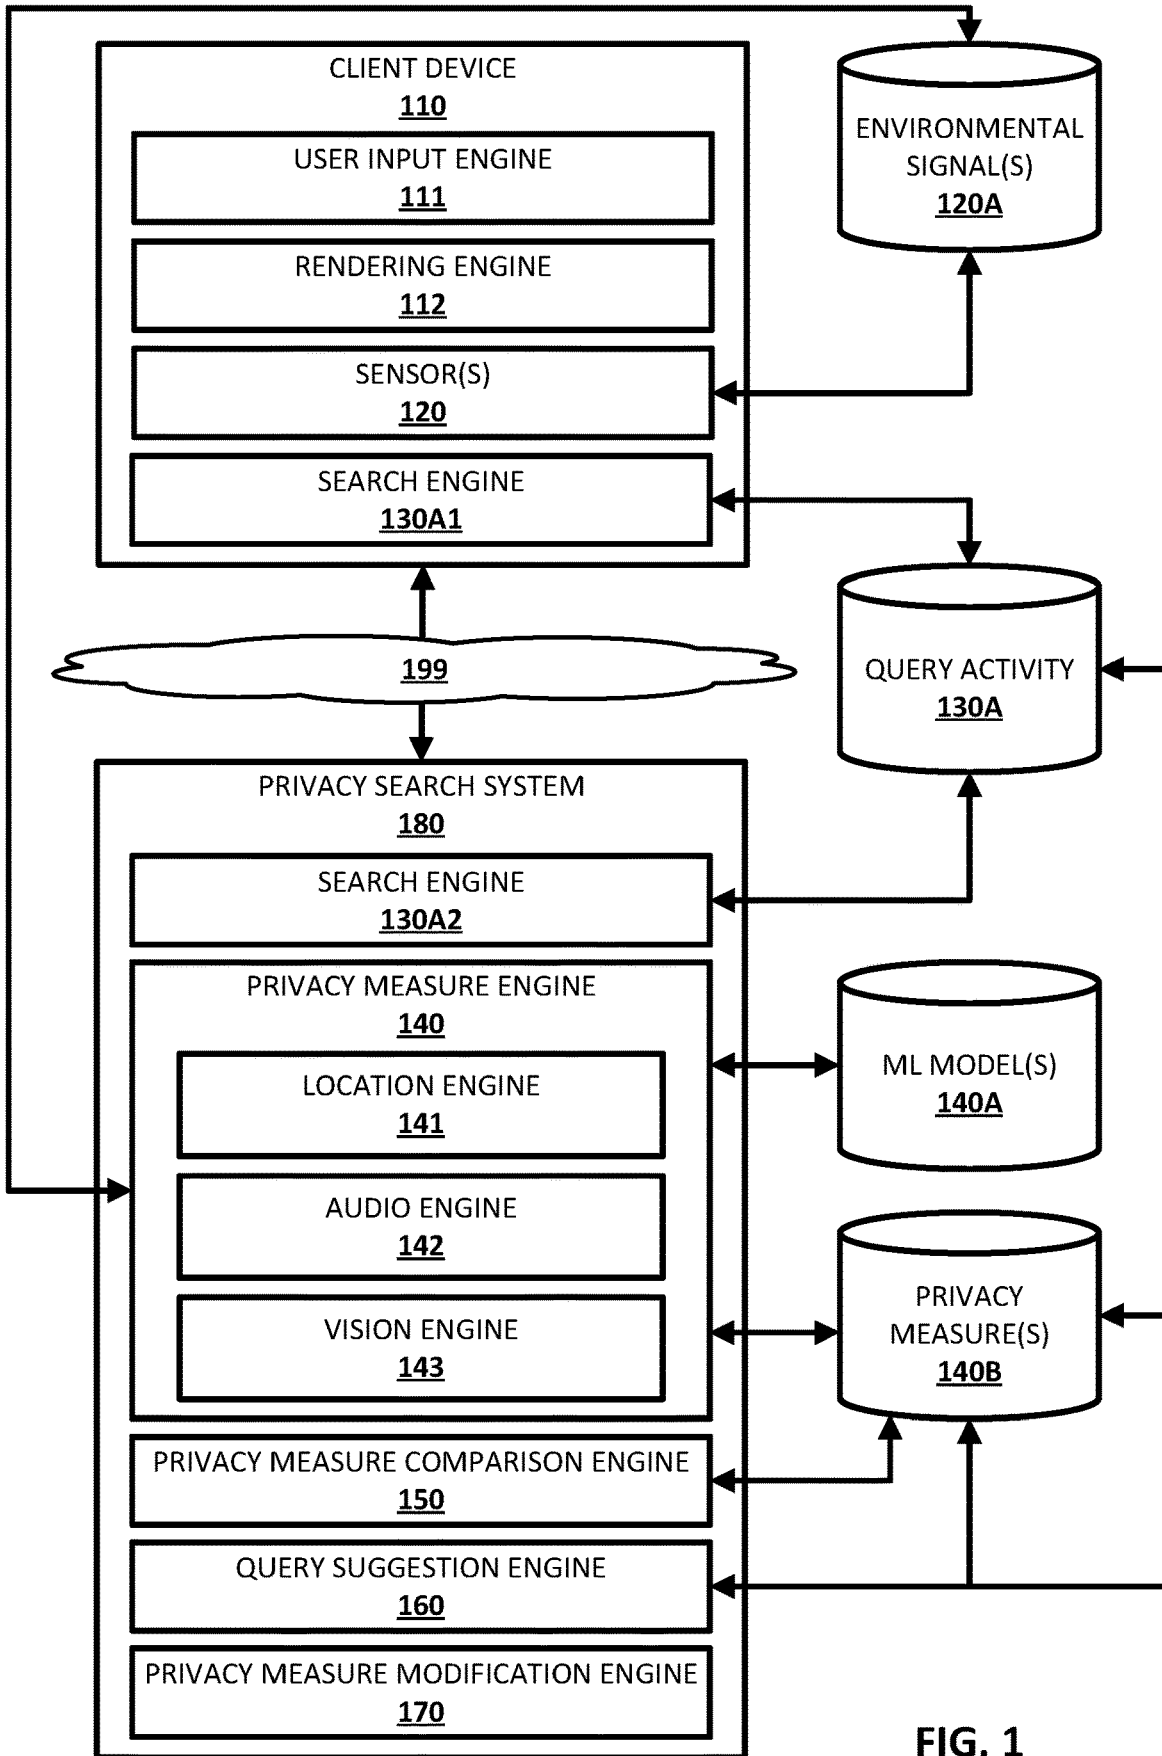 CLIENT DEVICE
110
USER INPUT ENGINE
111
RENDERING ENGINE
112
SENSOR(S)
120
SEARCH ENGINE
130A1
ENVIRONMENTAL
SIGNAL(S)
120A
199
QUERY ACTIVITY
130A
PRIVACY SEARCH SYSTEM
180
SEARCH ENGINE
130A2
PRIVACY MEASURE ENGINE
140
LOCATION ENGINE
141
AUDIO ENGINE
142
VISION ENGINE
143
ML MODEL(S)
140A
PRIVACY
MEASURE(S)
140B
PRIVACY MEASURE COMPARISON ENGINE
150
QUERY SUGGESTION ENGINE
160
PRIVACY MEASURE MODIFICATION ENGINE
170
FIG. 1